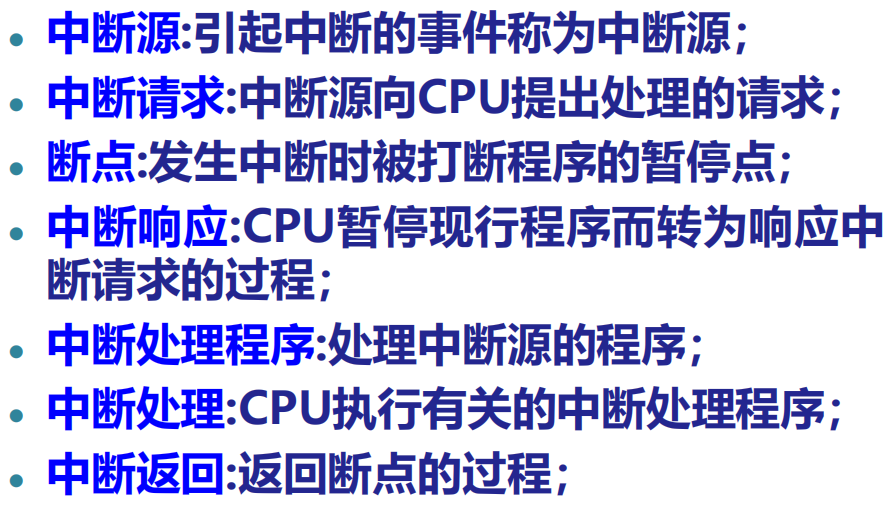 • 中断源:引起中断的事件称为中断源；
• 中断请求:中断源向CPU提出处理的请求；
• 断点:发生中断时被打断程序的暂停点；
• 中断响应:CPU暂停现行程序而转为响应中
断请求的过程；
• 中断处理程序:处理中断源的程序；
• 中断处理:CPU执行有关的中断处理程序；
• 中断返回:返回断点的过程；